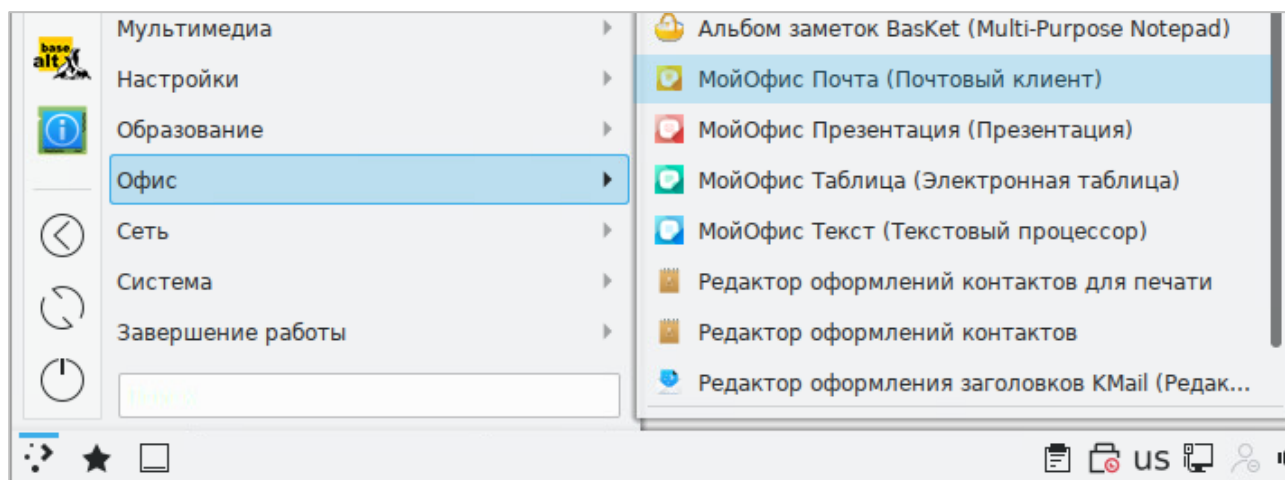 base
alt
Мультимедиа
Настройки
Образование
Офис
Сеть
Система
Завершение работы
Альбом заметок BasKet (Multi-Purpose Notepad)
МойОфис Почта (Почтовый клиент)
МойОфис Презентация (Презентация)
МойОфис Таблица (Электронная таблица)
МойОфис Текст (Текстовый процессор)
Редактор оформлений контактов для печати
Редактор оформлений контактов
Редактор оформления заголовков KMail (Редак...
us